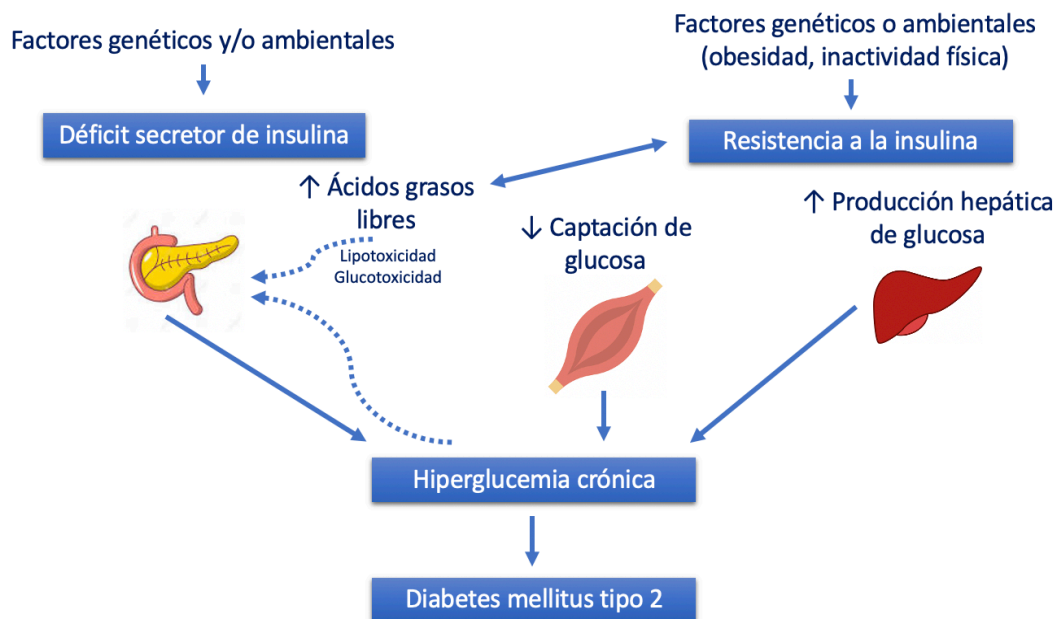 Factores genéticos y/o ambientales
Factores genéticos o ambientales
(obesidad, inactividad física)
Déficit secretor de insulina
Resistencia a la insulina
↑ Ácidos grasos
libres
Lipotoxicidad
Glucotoxicidad
↓ Captación de
glucosa
↑ Producción hepática
de glucosa
Hiperglucemia crónica
Diabetes mellitus tipo 2